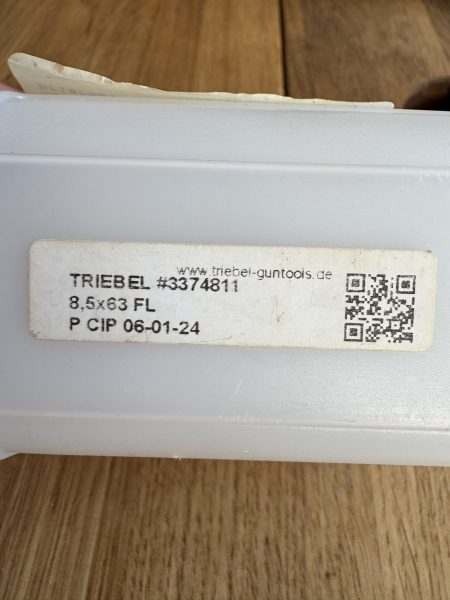 www.triebel-guntools.de
TRIEBEL #3374811
8,5x63 FL
P CIP 06-01-24